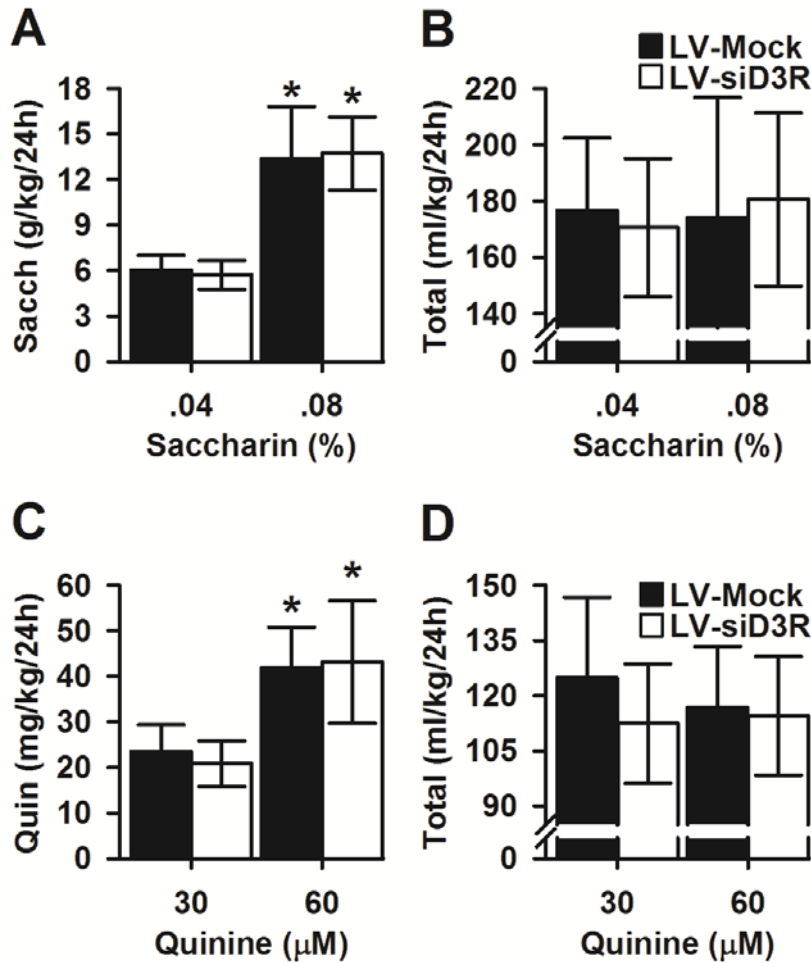 A
Sacch (g/kg/24h)
18
15
12
9
6
3
0
* *
.04 .08
Saccharin (%)
B
LV-Mock
LV-siD3R
Total (ml/kg/24h)
220
200
180
160
140
0
.04 .08
Saccharin (%)
C
Quin (mg/kg/24h)
60
50
40
30
20
10
0
* *
30 60
Quinine (μM)
D
LV-Mock
LV-siD3R
Total (ml/kg/24h)
150
135
120
105
90
0
30 60
Quinine (μM)